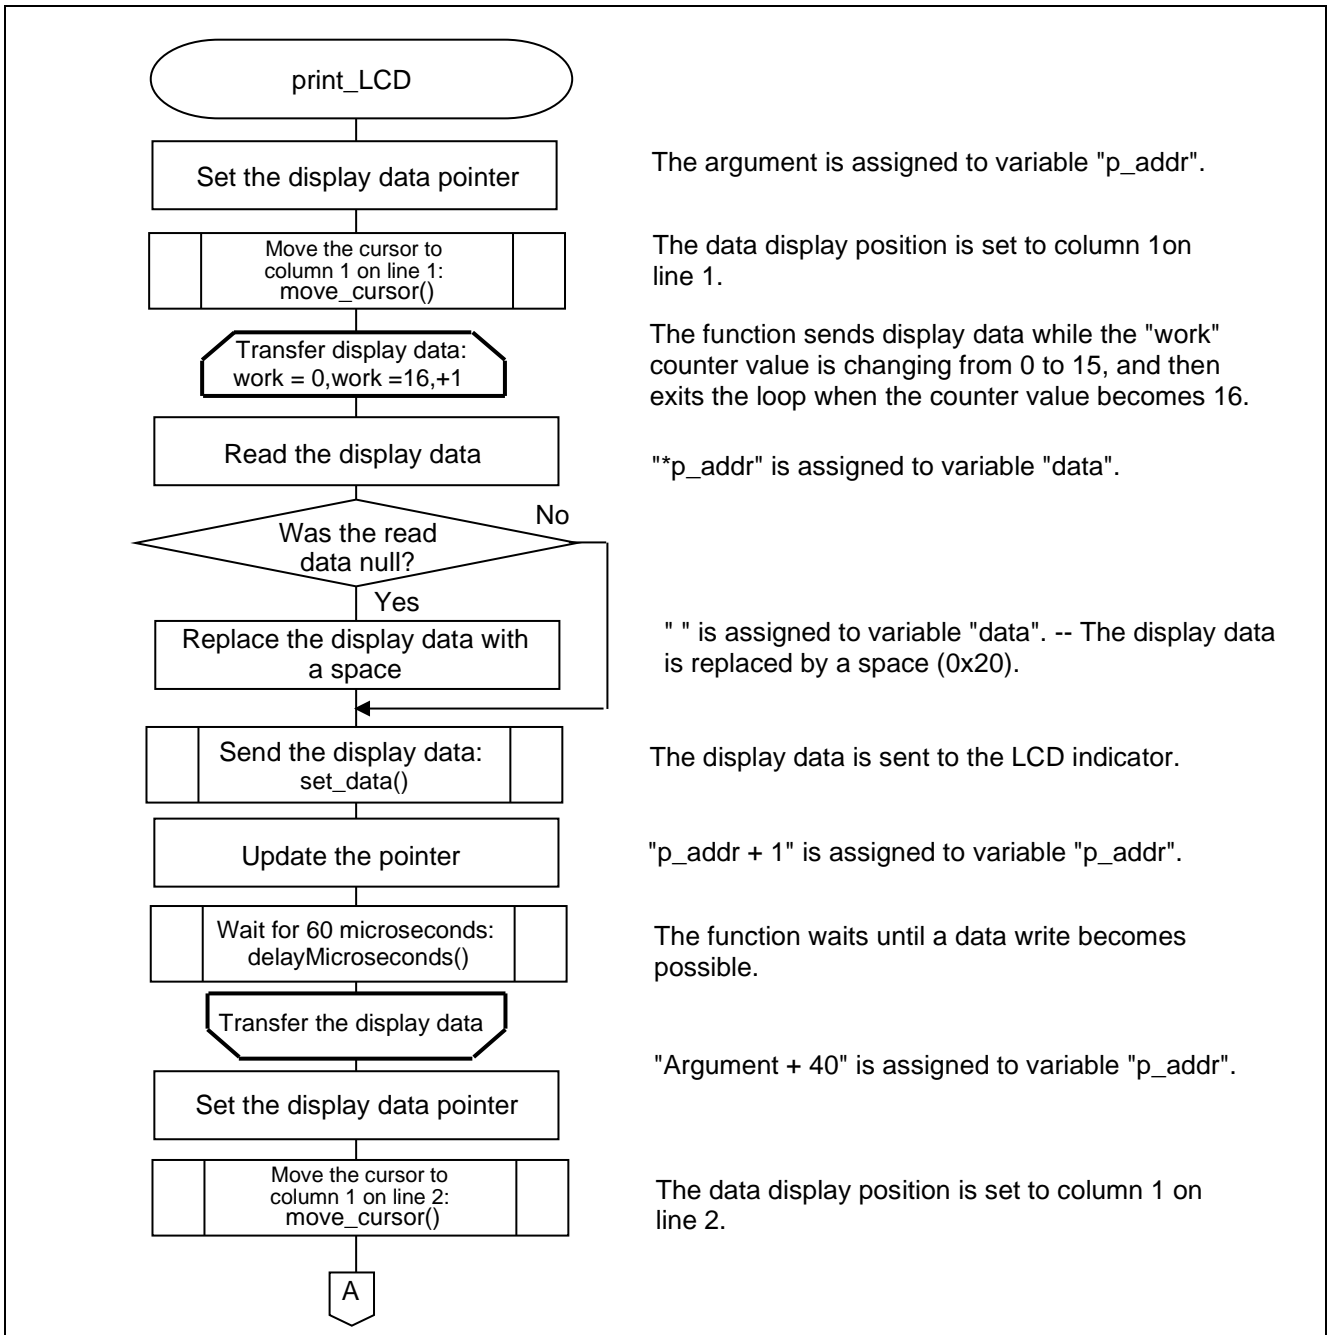 print_LCD
Set the display data pointer
The argument is assigned to variable "p_addr".
Move the cursor to
column 1 on line 1:
move_cursor()
The data display position is set to column 1on
line 1.
Transfer display data:
work = 0,work =16,+1
The function sends display data while the "work"
counter value is changing from 0 to 15, and then
exits the loop when the counter value becomes 16.
Read the display data
"*p_addr" is assigned to variable "data".
Was the read
data null?
No
Yes
Replace the display data with
a space
" " is assigned to variable "data". -- The display data
is replaced by a space (0x20).
Send the display data:
set_data()
The display data is sent to the LCD indicator.
Update the pointer
"p_addr + 1" is assigned to variable "p_addr".
Wait for 60 microseconds:
delayMicroseconds()
The function waits until a data write becomes
possible.
Transfer the display data
"Argument + 40" is assigned to variable "p_addr".
Set the display data pointer
Move the cursor to
column 1 on line 2:
move_cursor()
The data display position is set to column 1 on
line 2.
A